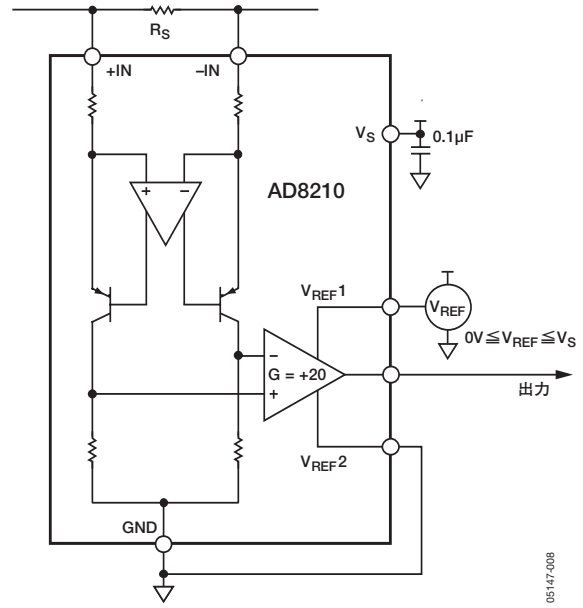 RS
+IN
−IN
VS
0.1µF
AD8210
VREF1
VREF
0V≦VREF≦VS
−
G = +20
+
出力
VREF2
GND
+
−
05147-008